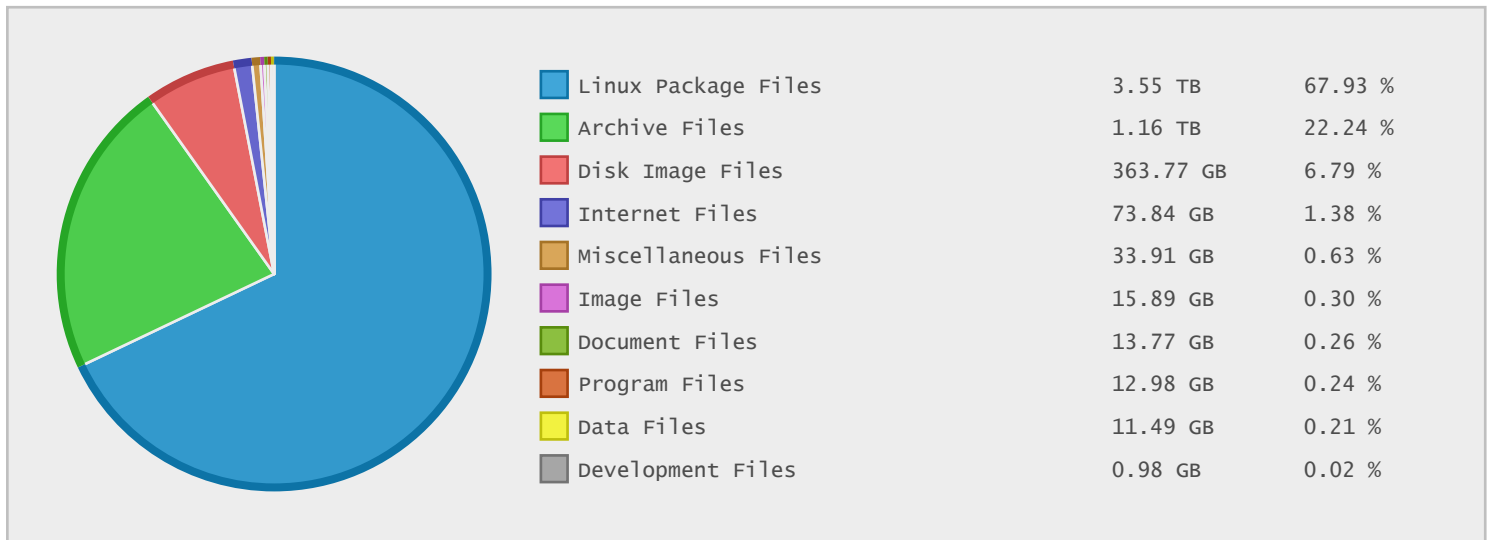 Linux Package Files 3.55 TB 67.93 %
Archive Files 1.16 TB 22.24 %
Disk Image Files 363.77 GB 6.79 %
Internet Files 73.84 GB 1.38 %
Miscellaneous Files 33.91 GB 0.63 %
Image Files 15.89 GB 0.30 %
Document Files 13.77 GB 0.26 %
Program Files 12.98 GB 0.24 %
Data Files 11.49 GB 0.21 %
Development Files 0.98 GB 0.02 %